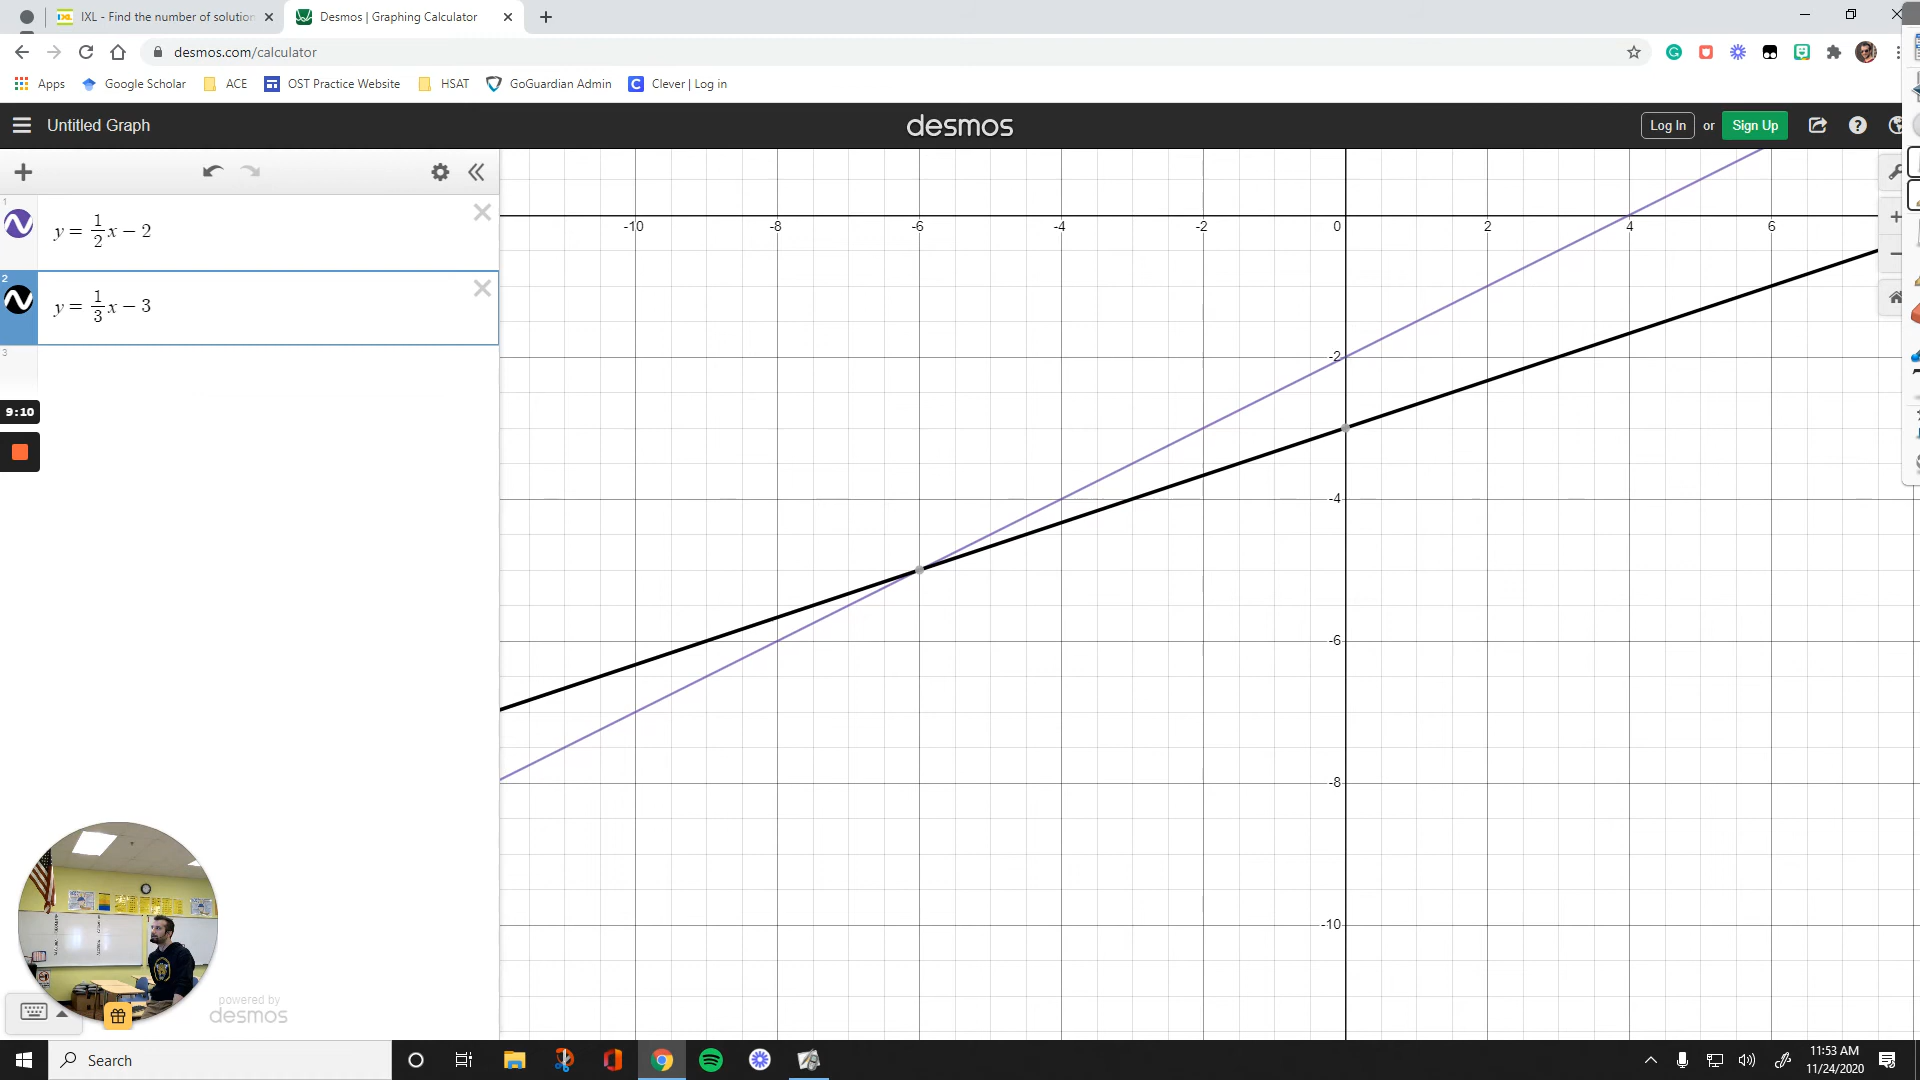 IXL - Find the number of solution
Desmos | Graphing Calculator
desmos.com/calculator
Apps
Google Scholar
ACE
OST Practice Website
HSAT
GoGuardian Admin
Clever | Log in
Untitled Graph
desmos
Log In
or
Sign Up
1
y = 1/2 x − 2
2
y = 1/3 x − 3
3
9:10
-10
-8
-6
-4
-2
0
2
4
6
-2
-4
-6
-8
-10
powered by
desmos
Search
11:53 AM
11/24/2020